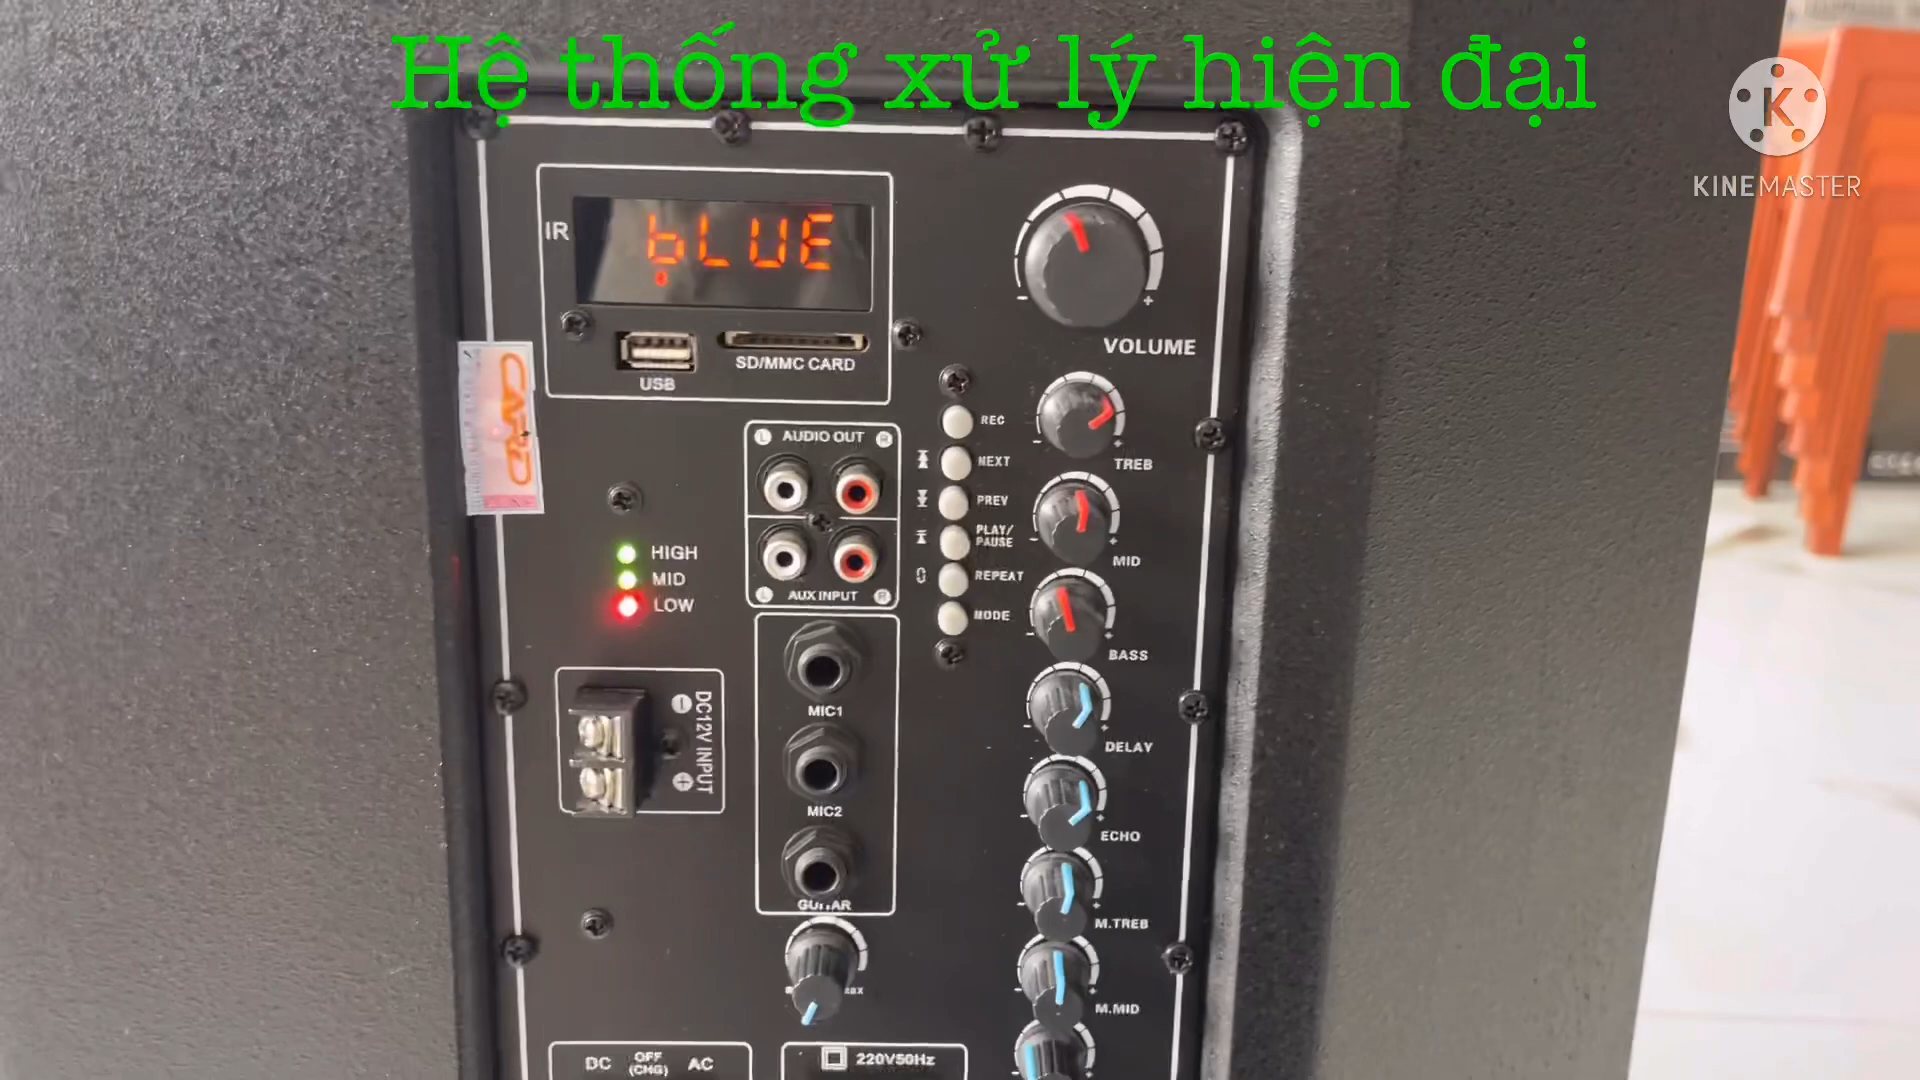 Hệ thống xử lý hiện đại
KINEMASTER
IR
bLUE
VOLUME
USB
SD/MMC CARD
CARD
L AUDIO OUT R
REC
NEXT
PREV
PLAY/
PAUSE
REPEAT
MODE
TREB
MID
BASS
L AUX INPUT R
HIGH
MID
LOW
DC12V INPUT
MIC1
MIC2
GUITAR
DELAY
ECHO
M.TREB
M.MID
DC
OFF
(CHG)
AC
220V50Hz